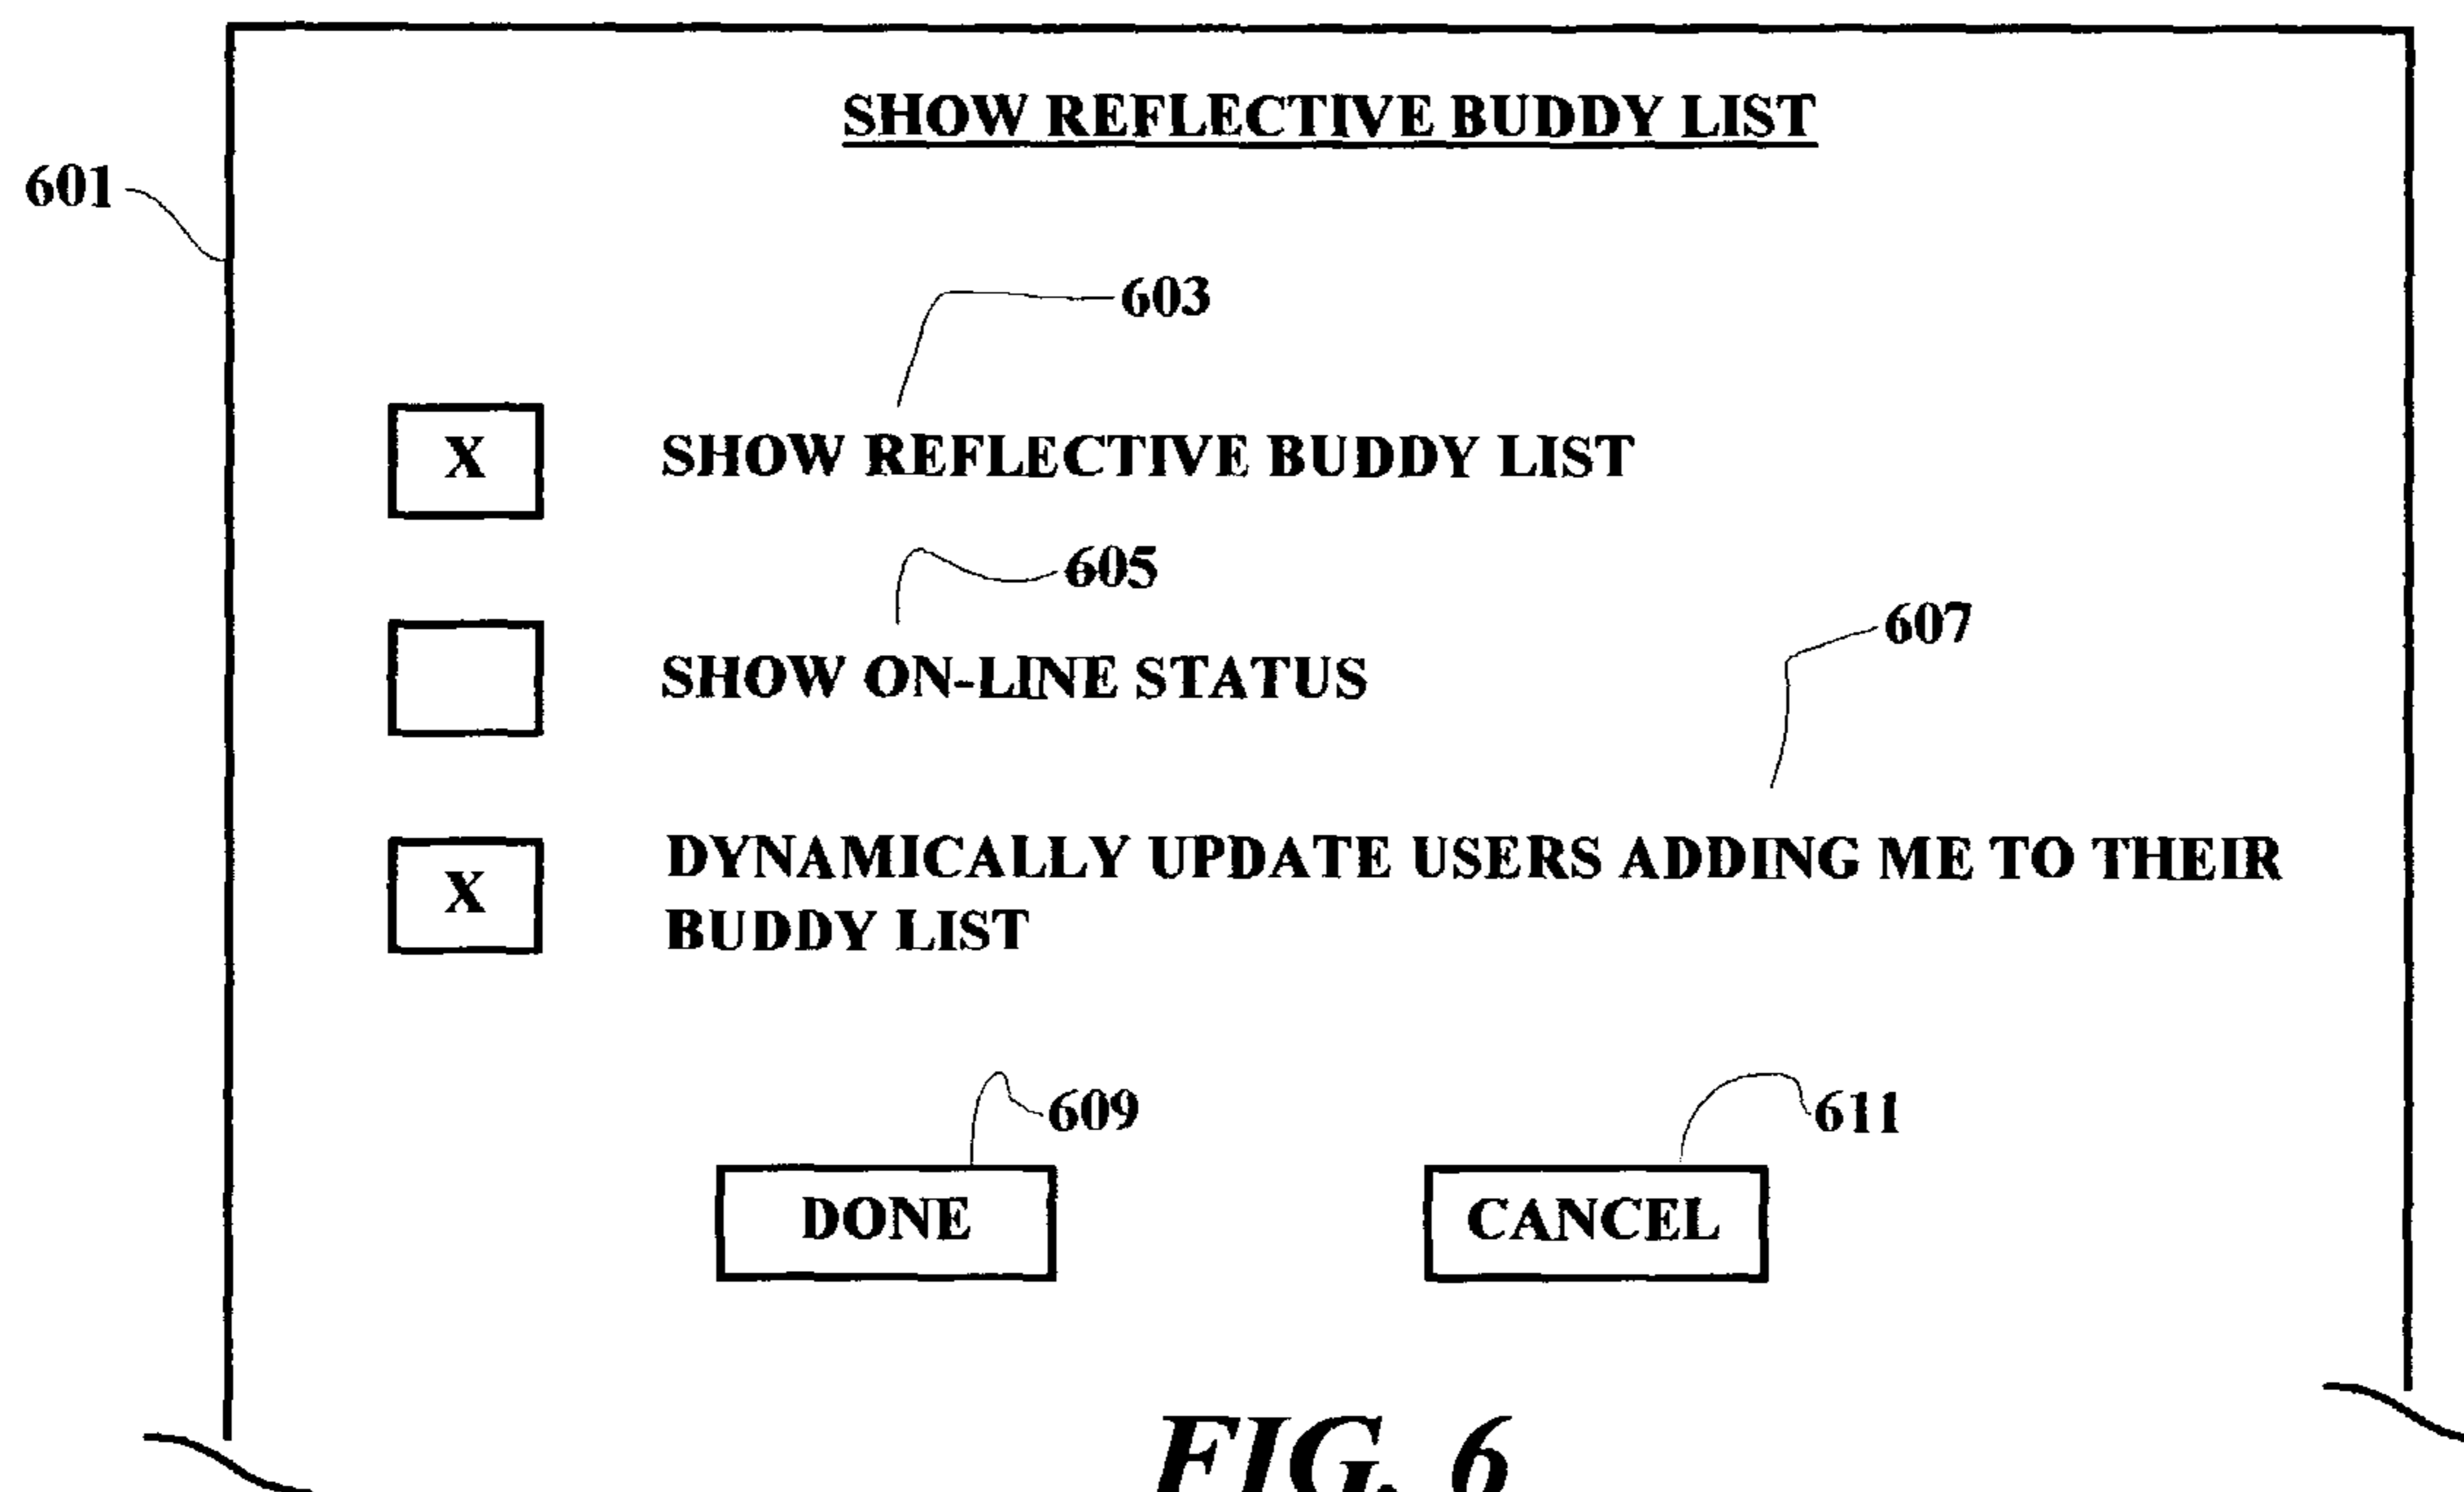 SHOW REFLECTIVE BUDDY LIST
601
603
X
SHOW REFLECTIVE BUDDY LIST
605
SHOW ON-LINE STATUS
607
X
DYNAMICALLY UPDATE USERS ADDING ME TO THEIR
BUDDY LIST
609
611
DONE
CANCEL
FIG. 6